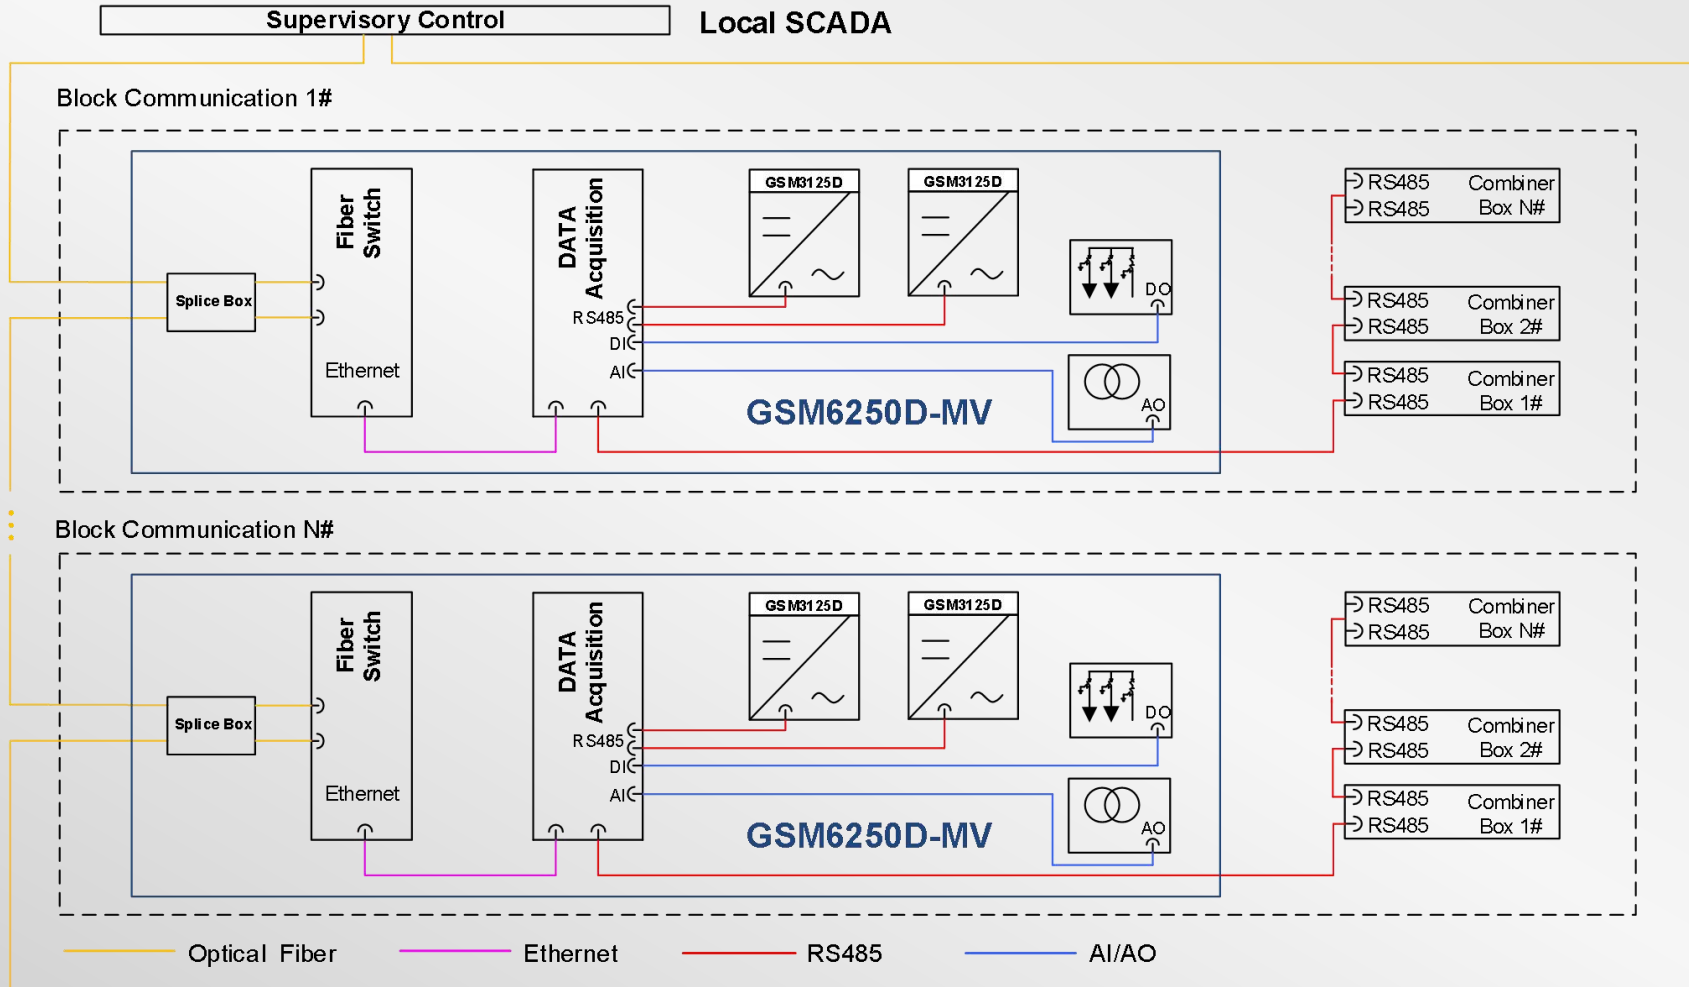 Supervisory Control
Local SCADA
Block Communication 1#
Fiber
Switch
Ethernet
Splice Box
DATA
Acquisition
RS485
DI
AI
GSM3125D
GSM3125D
DO
AO
GSM6250D-MV
RS485
RS485
Combiner
Box N#
RS485
RS485
Combiner
Box 2#
RS485
RS485
Combiner
Box 1#
Block Communication N#
Fiber
Switch
Ethernet
Splice Box
DATA
Acquisition
RS485
DI
AI
GSM3125D
GSM3125D
DO
AO
GSM6250D-MV
RS485
RS485
Combiner
Box N#
RS485
RS485
Combiner
Box 2#
RS485
RS485
Combiner
Box 1#
Optical Fiber
Ethernet
RS485
AI/AO